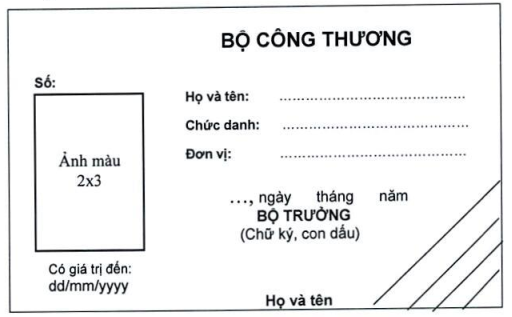 BỘ CÔNG THƯƠNG
Số:
Ảnh màu
2x3
Có giá trị đến:
dd/mm/yyyy
Họ và tên: ................................................
Chức danh: ................................................
Đơn vị: ................................................
…, ngày tháng năm
BỘ TRƯỞNG
(Chữ ký, con dấu)
Họ và tên